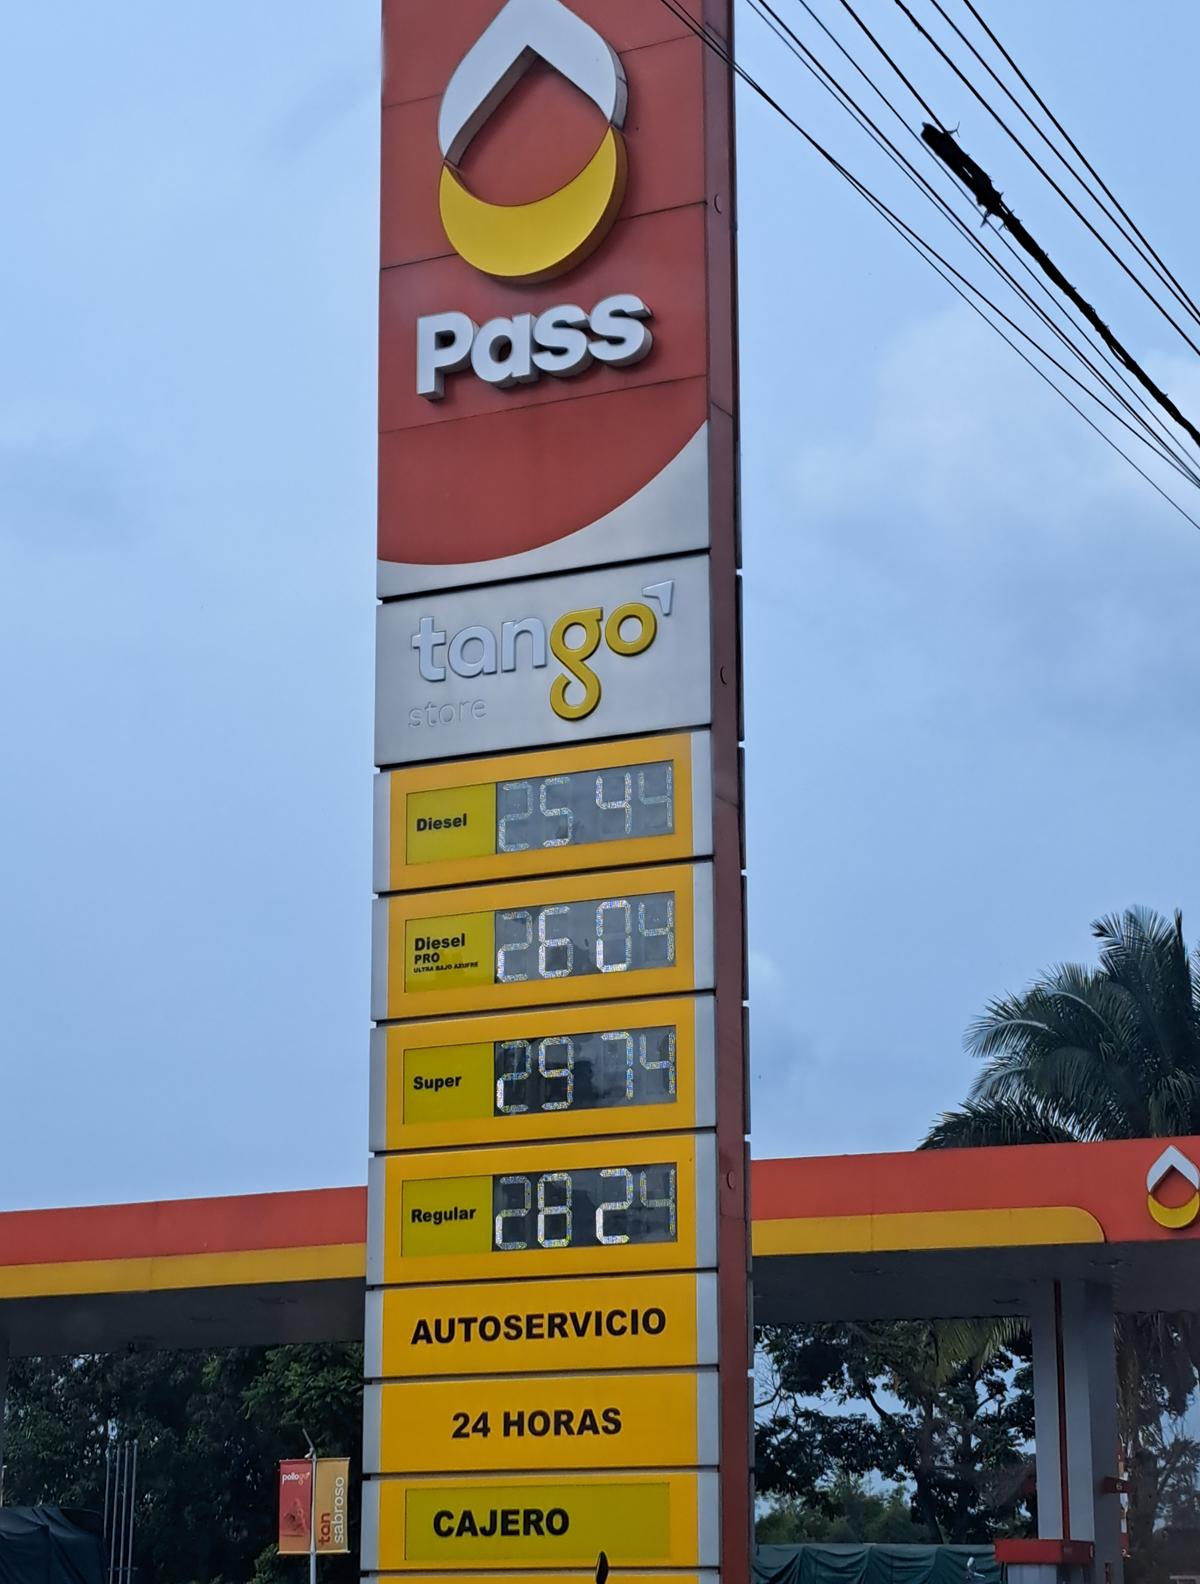 Pass
tango
store
Diesel 25 44
Diesel
PRO
ULTRA BAJO AZUFRE
26 04
Super 29 74
Regular 28 24
AUTOSERVICIO
24 HORAS
CAJERO
pollogo
tan
sabroso